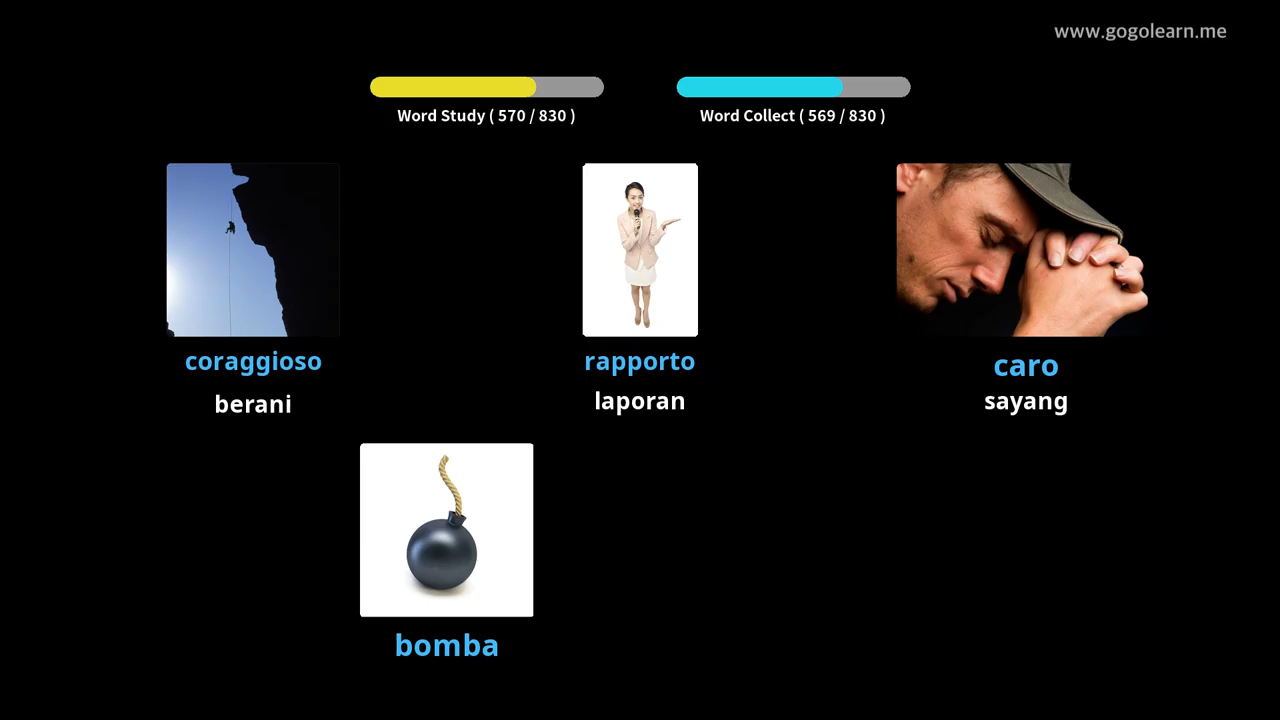 www.gogolearn.me
Word Study ( 570 / 830 )
Word Collect ( 569 / 830 )
coraggioso
berani
rapporto
laporan
caro
sayang
bomba